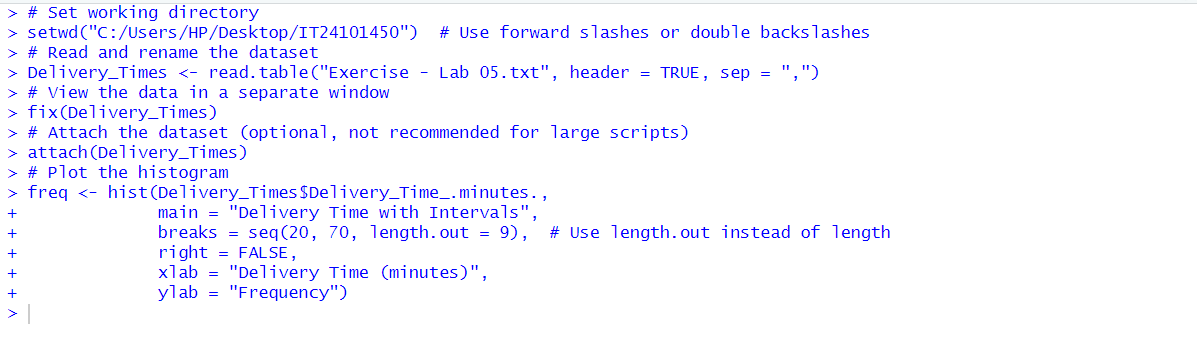 > # Set working directory
> setwd("C:/Users/HP/Desktop/IT24101450")  # Use forward slashes or double backslashes
> # Read and rename the dataset
> Delivery_Times <- read.table("Exercise - Lab 05.txt", header = TRUE, sep = ",")
> # View the data in a separate window
> fix(Delivery_Times)
> # Attach the dataset (optional, not recommended for large scripts)
> attach(Delivery_Times)
> # Plot the histogram
> freq <- hist(Delivery_Times$Delivery_Time_.minutes.,
+              main = "Delivery Time with Intervals",
+              breaks = seq(20, 70, length.out = 9),  # Use length.out instead of length
+              right = FALSE,
+              xlab = "Delivery Time (minutes)",
+              ylab = "Frequency")
>